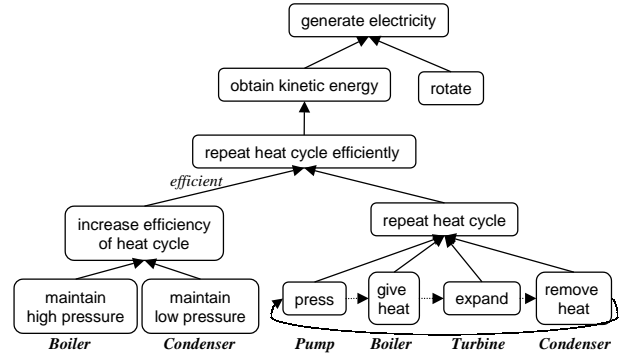 generate electricity
obtain kinetic energy
rotate
repeat heat cycle efficiently
efficient
increase efficiency
of heat cycle
repeat heat cycle
maintain
high pressure
maintain
low pressure
press
give
heat
expand
remove
heat
Boiler
Condenser
Pump
Boiler
Turbine
Condenser